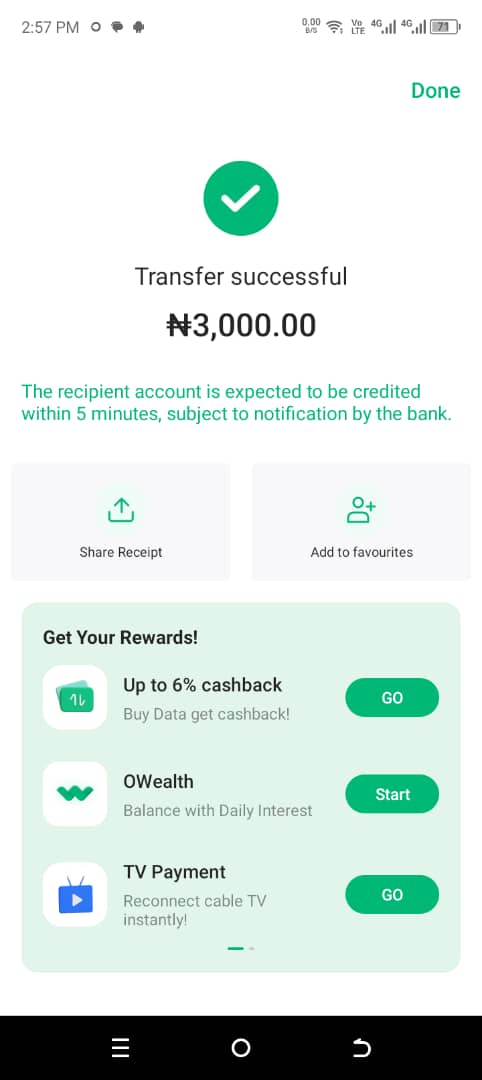 2:57 PM
0.00 B/S
Vo LTE
4G
4G
71
Done
Transfer successful
₦3,000.00
The recipient account is expected to be credited
within 5 minutes, subject to notification by the bank.
Share Receipt
Add to favourites
Get Your Rewards!
Up to 6% cashback
Buy Data get cashback!
GO
OWealth
Balance with Daily Interest
Start
TV Payment
Reconnect cable TV
instantly!
GO